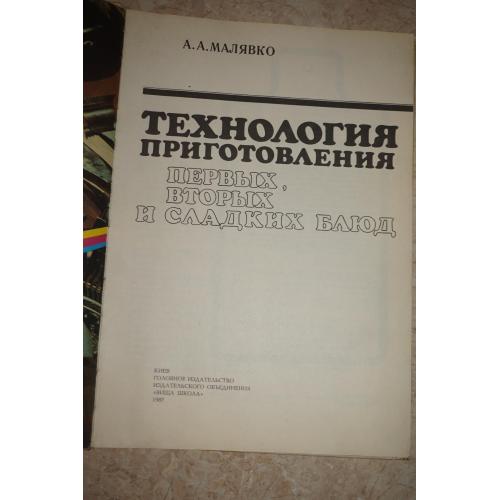 А. А. МАЛЯВКО
ТЕХНОЛОГИЯ
ПРИГОТОВЛЕНИЯ
ПЕРВЫХ,
ВТОРЫХ
И СЛАДКИХ БЛЮД
КИЕВ
ГОЛОВНОЕ ИЗДАТЕЛЬСТВО
ИЗДАТЕЛЬСКОГО ОБЪЕДИНЕНИЯ
«ВИЩА ШКОЛА»
1987